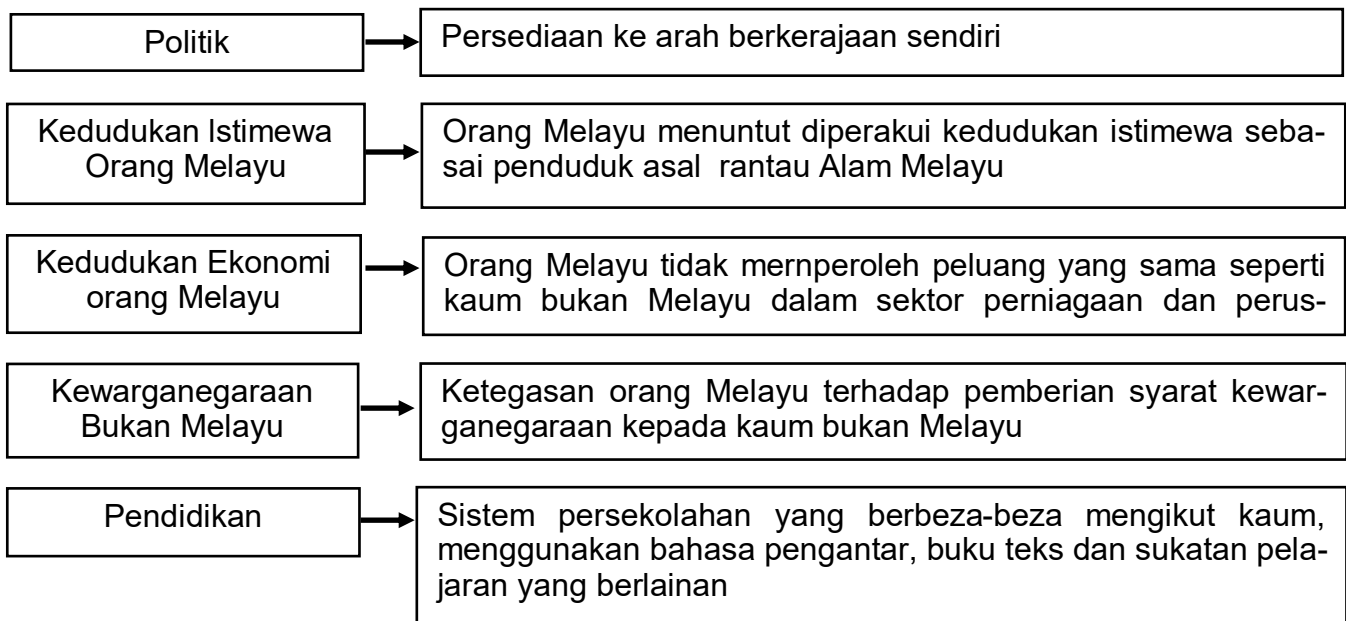 Politik
Persediaan ke arah berkerajaan sendiri
Kedudukan Istimewa
Orang Melayu
Orang Melayu menuntut diperakui kedudukan istimewa seba-
sai penduduk asal rantau Alam Melayu
Kedudukan Ekonomi
orang Melayu
Orang Melayu tidak mernperoleh peluang yang sama seperti
kaum bukan Melayu dalam sektor perniagaan dan perus-
Kewarganegaraan
Bukan Melayu
Ketegasan orang Melayu terhadap pemberian syarat kewar-
ganegaraan kepada kaum bukan Melayu
Pendidikan
Sistem persekolahan yang berbeza-beza mengikut kaum,
menggunakan bahasa pengantar, buku teks dan sukatan pela-
jaran yang berlainan